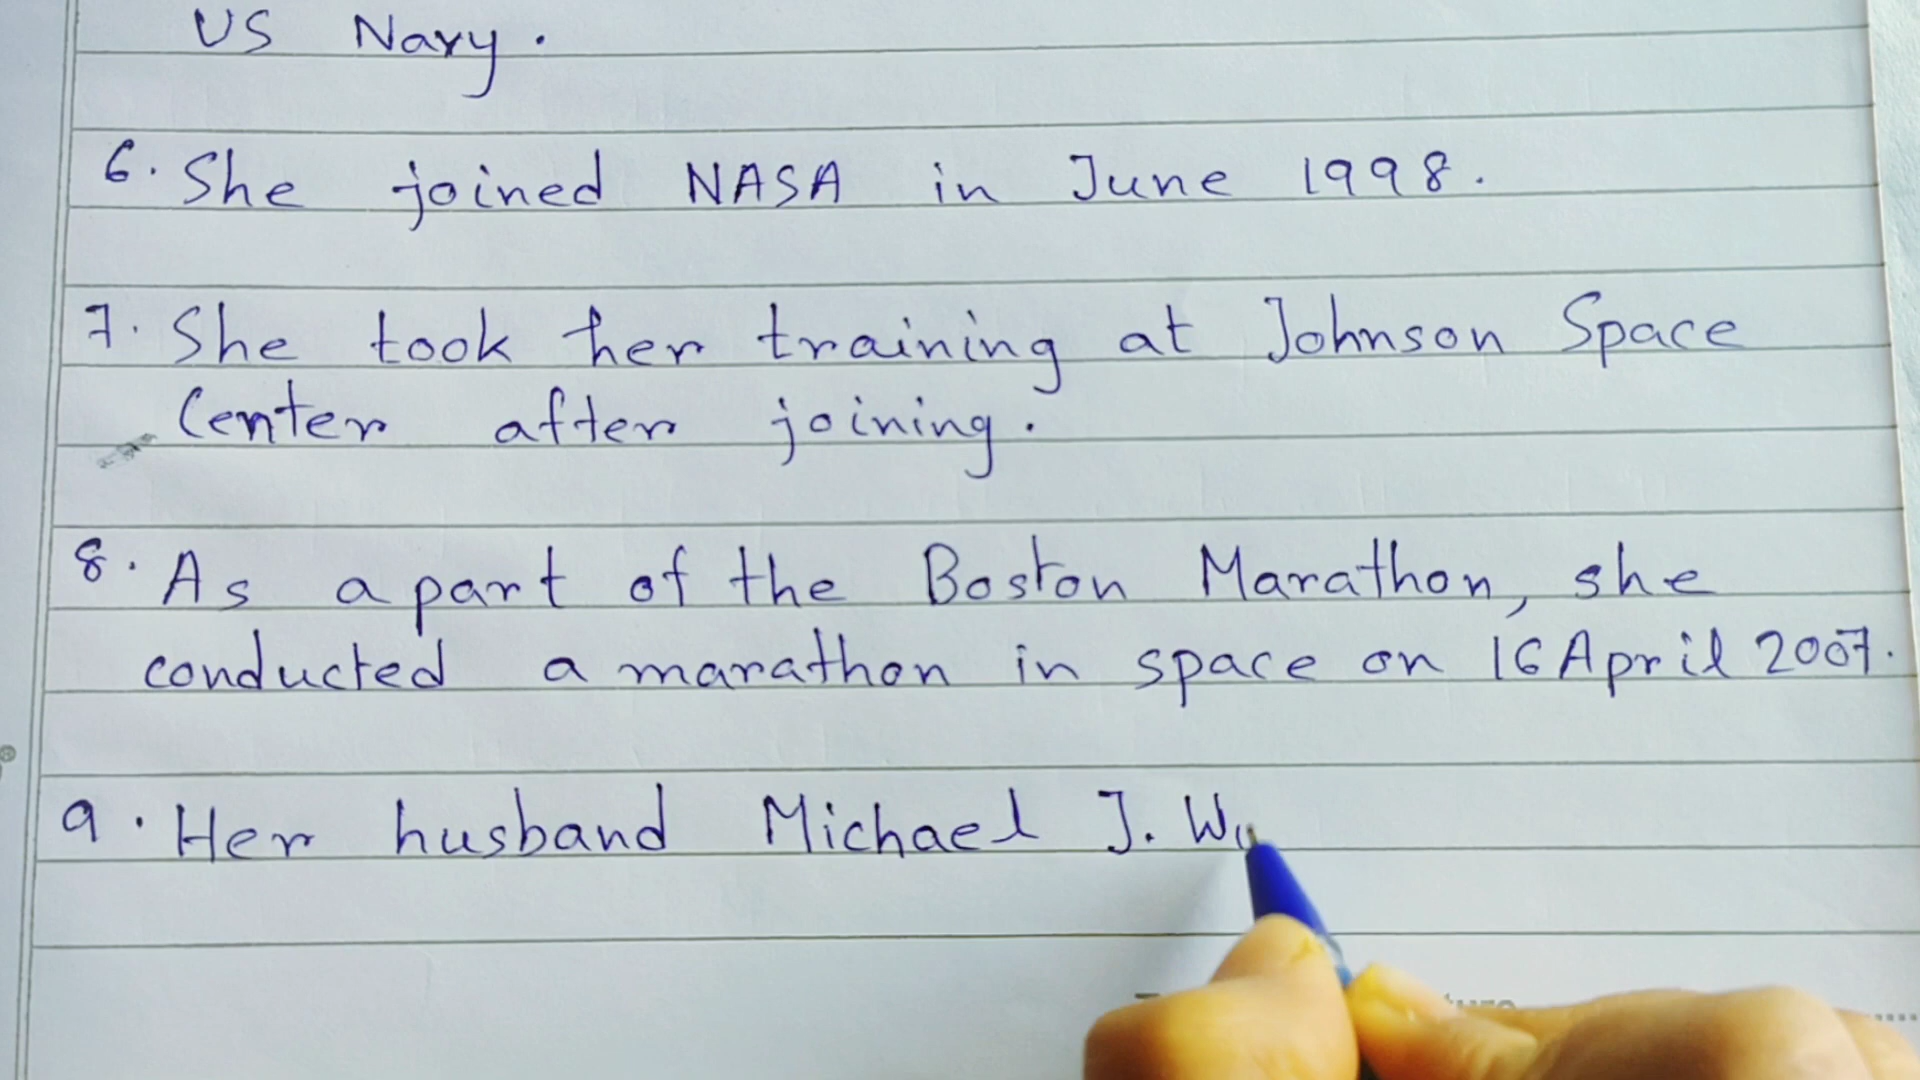 US Navy.
6. She joined NASA in June 1998.
7. She took her training at Johnson Space
Center after joining.
8. As a part of the Boston Marathon, she
conducted a marathon in space on 16 April 2007.
9. Her husband Michael J. Wi